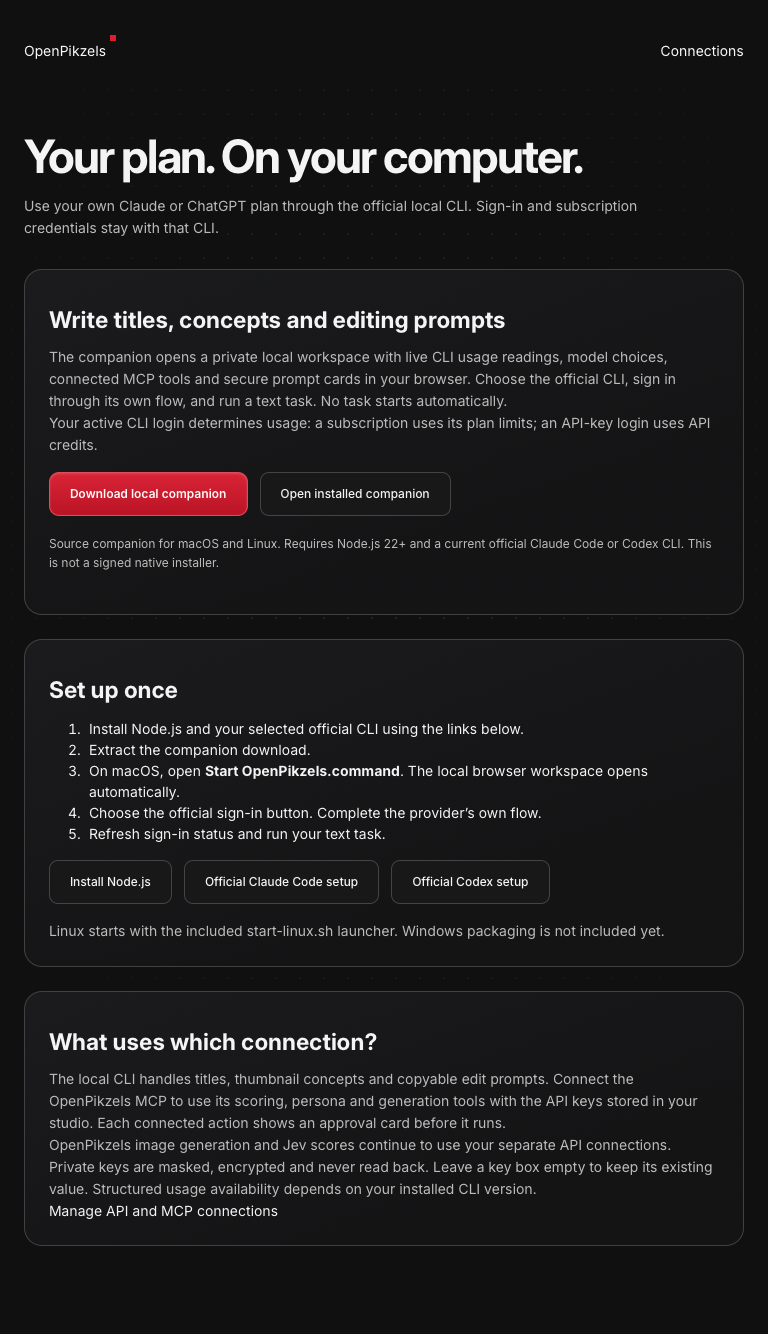 OpenPikzels
Connections
Your plan. On your computer.
Use your own Claude or ChatGPT plan through the official local CLI. Sign-in and subscription
credentials stay with that CLI.
Write titles, concepts and editing prompts
The companion opens a private local workspace with live CLI usage readings, model choices,
connected MCP tools and secure prompt cards in your browser. Choose the official CLI, sign in
through its own flow, and run a text task. No task starts automatically.
Your active CLI login determines usage: a subscription uses its plan limits; an API-key login uses API
credits.
Download local companion
Open installed companion
Source companion for macOS and Linux. Requires Node.js 22+ and a current official Claude Code or Codex CLI. This
is not a signed native installer.
Set up once
1. Install Node.js and your selected official CLI using the links below.
2. Extract the companion download.
3. On macOS, open Start OpenPikzels.command. The local browser workspace opens
automatically.
4. Choose the official sign-in button. Complete the provider’s own flow.
5. Refresh sign-in status and run your text task.
Install Node.js
Official Claude Code setup
Official Codex setup
Linux starts with the included start-linux.sh launcher. Windows packaging is not included yet.
What uses which connection?
The local CLI handles titles, thumbnail concepts and copyable edit prompts. Connect the
OpenPikzels MCP to use its scoring, persona and generation tools with the API keys stored in your
studio. Each connected action shows an approval card before it runs.
OpenPikzels image generation and Jev scores continue to use your separate API connections.
Private keys are masked, encrypted and never read back. Leave a key box empty to keep its existing
value. Structured usage availability depends on your installed CLI version.
Manage API and MCP connections